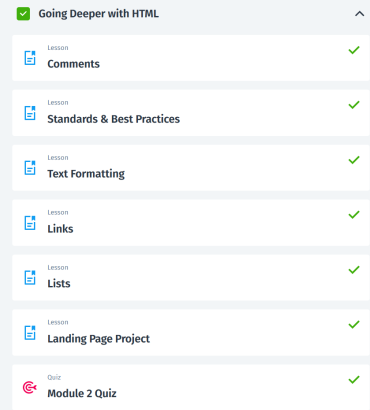 Going Deeper with HTML
Lesson
Comments
Lesson
Standards & Best Practices
Lesson
Text Formatting
Lesson
Links
Lesson
Lists
Lesson
Landing Page Project
Quiz
Module 2 Quiz